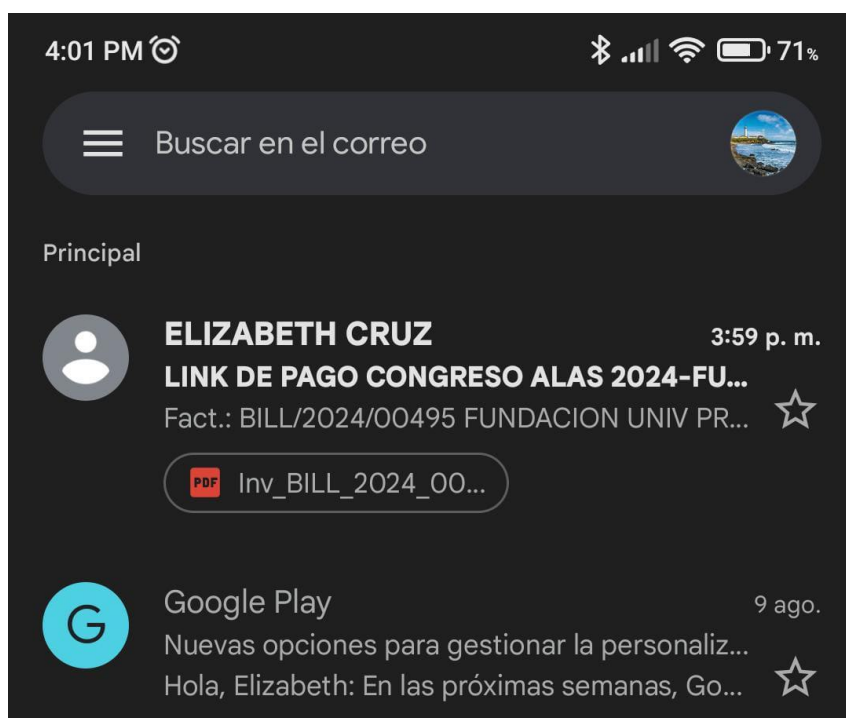 4:01 PM 71%
Buscar en el correo
Principal
ELIZABETH CRUZ 3:59 p. m.
LINK DE PAGO CONGRESO ALAS 2024-FU...
Fact.: BILL/2024/00495 FUNDACION UNIV PR...
PDF Inv_BILL_2024_00...
G Google Play 9 ago.
Nuevas opciones para gestionar la personaliz...
Hola, Elizabeth: En las próximas semanas, Go...